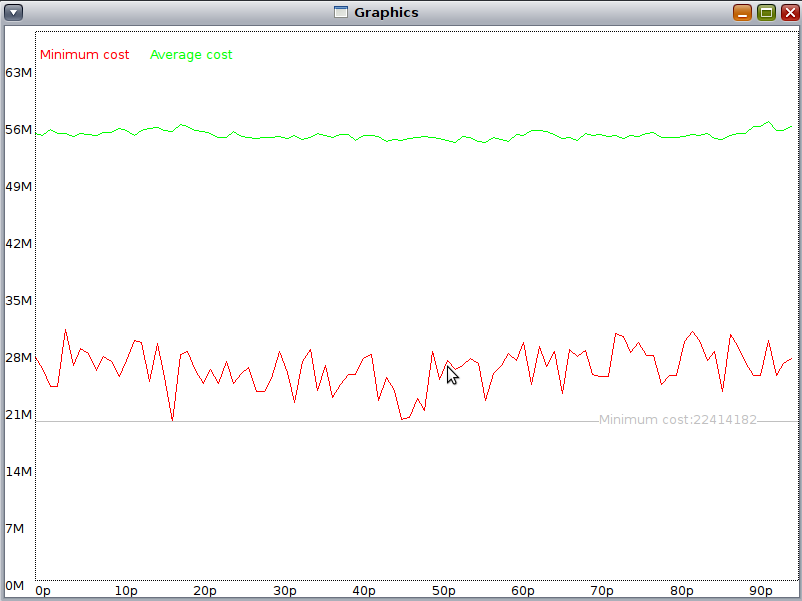 Graphics
Minimum cost Average cost
63M
56M
49M
42M
35M
28M
21M
Minimum cost:22414182
14M
7M
0M
0p 10p 20p 30p 40p 50p 60p 70p 80p 90p